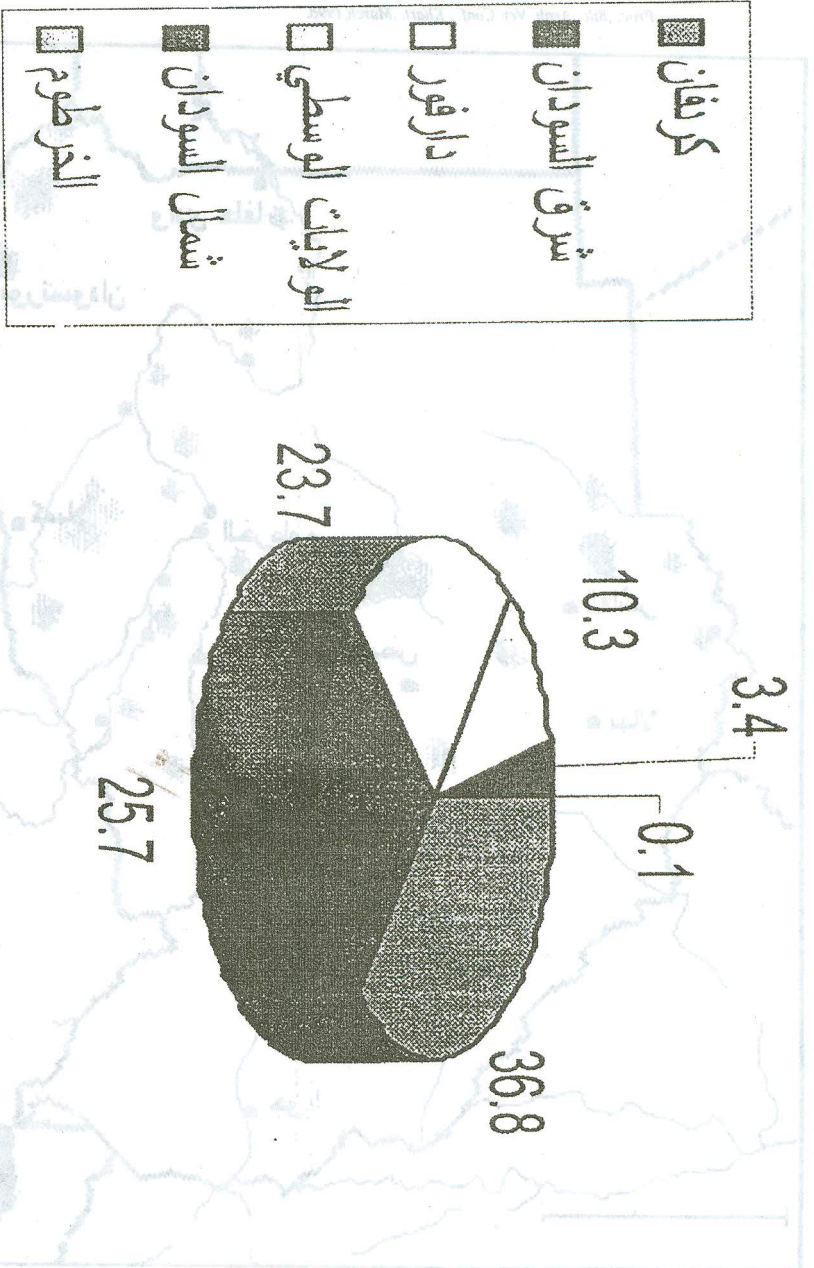 كردفان
شرق السودان
دارفور
الولايات الوسطي
شمال السودان
الخرطوم
3.4
0.1
10.3
36.8
23.7
25.7